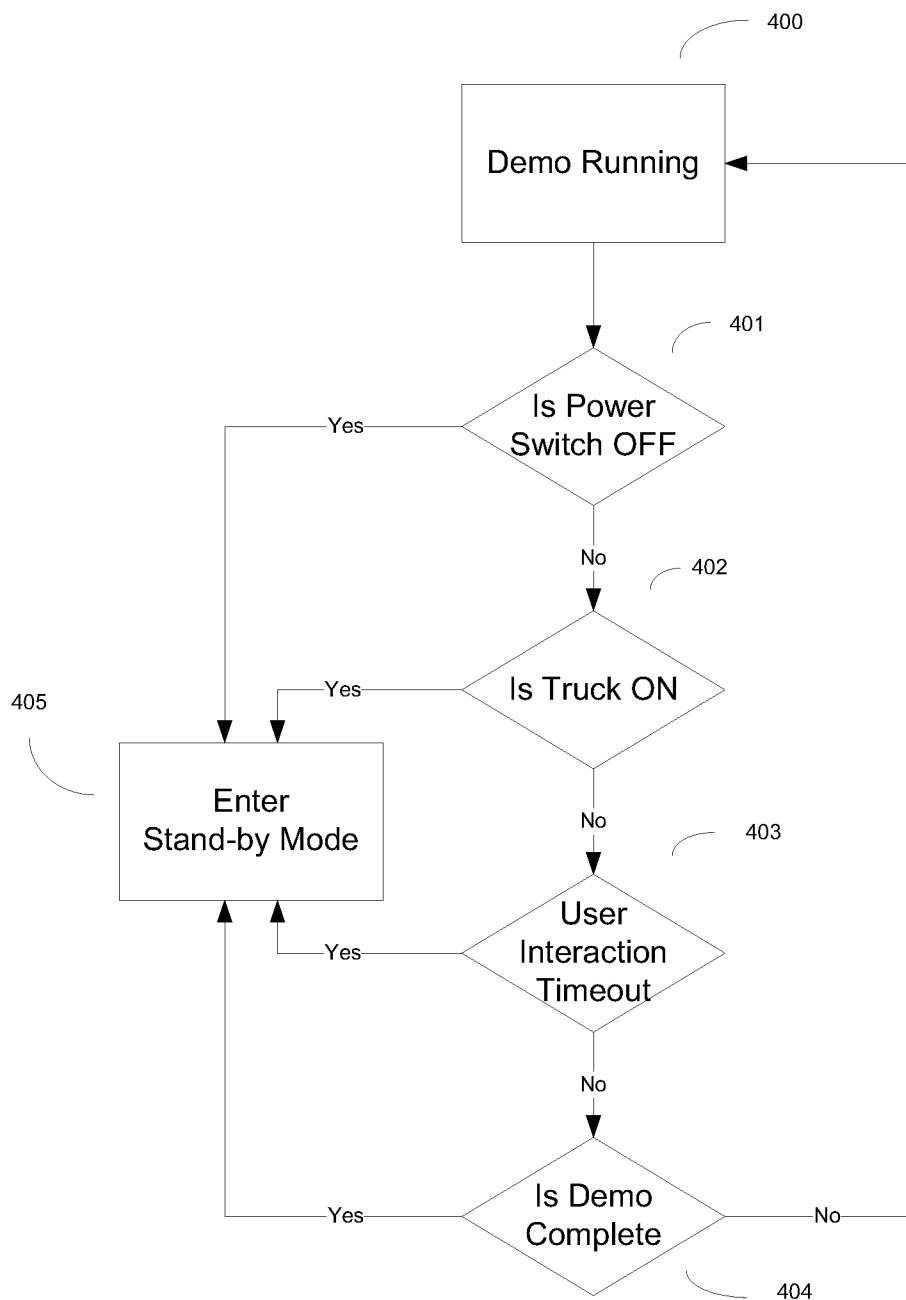 400
Demo Running
401
Is Power
Switch OFF
Yes
No
402
Is Truck ON
Yes
405
Enter
Stand-by Mode
No
403
User
Interaction
Timeout
Yes
No
Is Demo
Complete
Yes
No
404